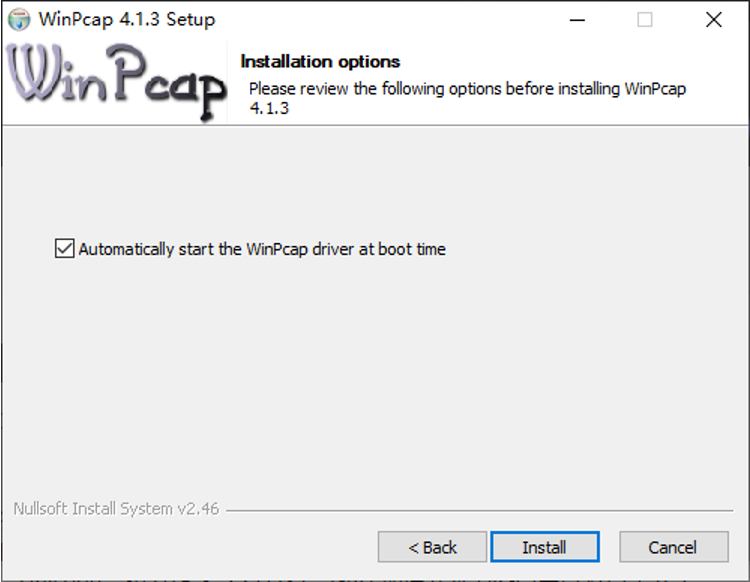 WinPcap 4.1.3 Setup
WinPcap
Installation options
Please review the following options before installing WinPcap
4.1.3
Automatically start the WinPcap driver at boot time
Nullsoft Install System v2.46
< Back
Install
Cancel